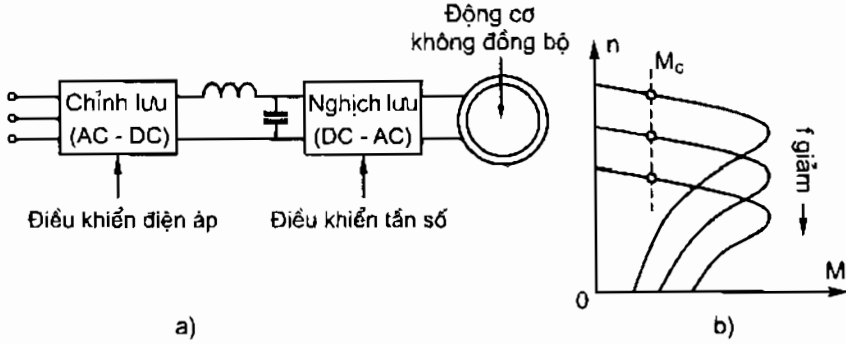 Động cơ
không đồng bộ
Chỉnh lưu
(AC - DC)
Nghịch lưu
(DC - AC)
Điều khiển điện áp
Điều khiển tần số
a)
n
M_c
f giảm
0
M
b)